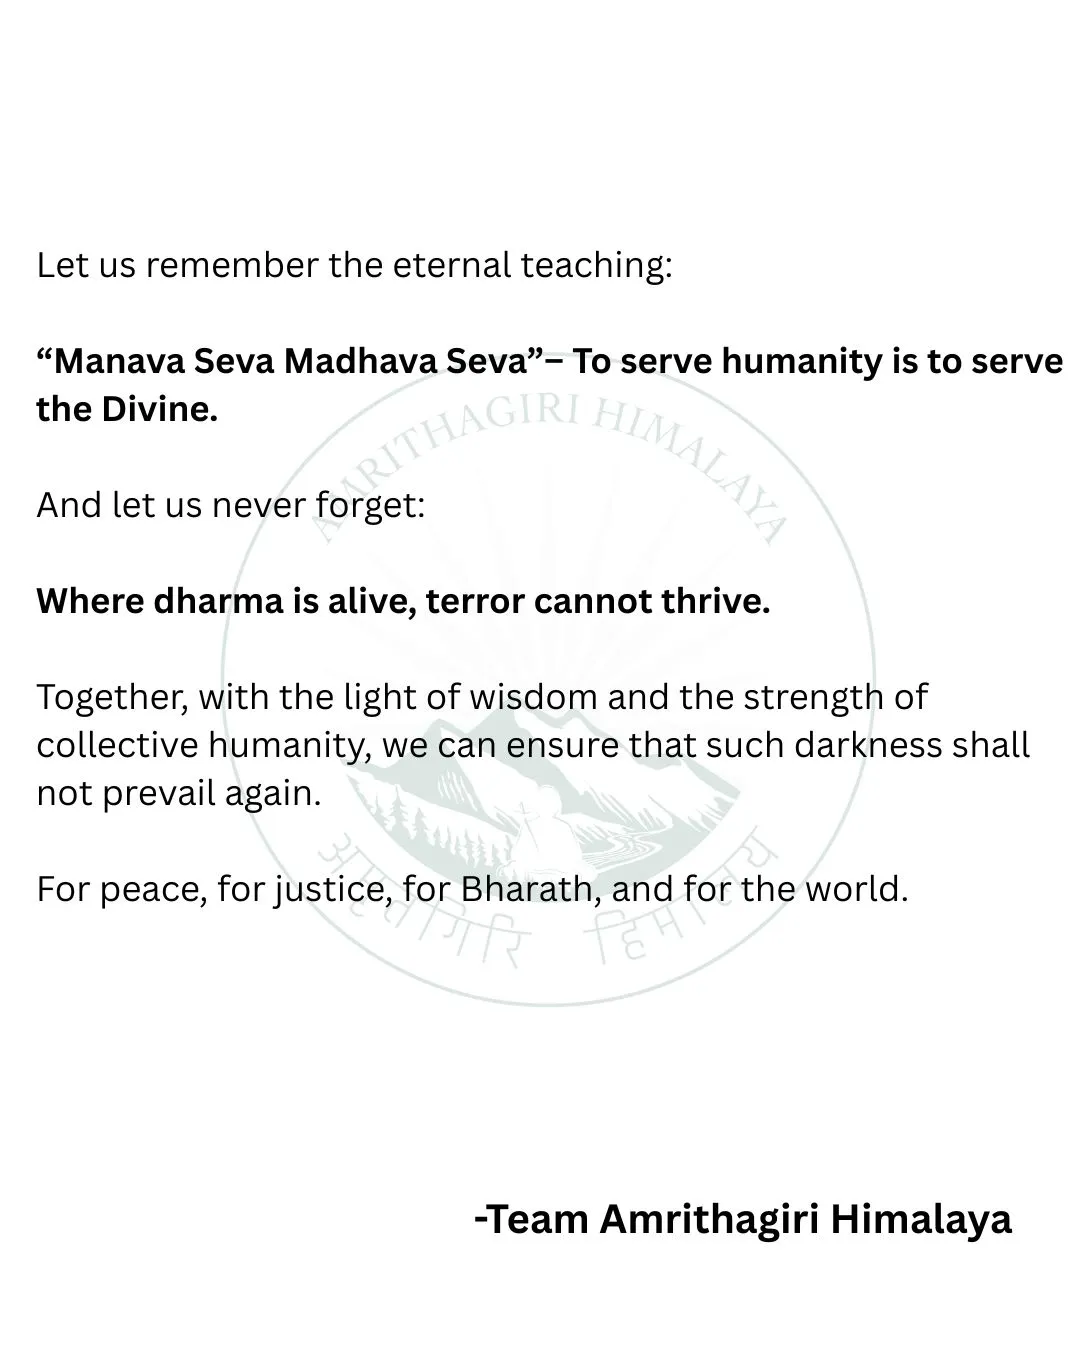 Let us remember the eternal teaching:
“Manava Seva Madhava Seva”– To serve humanity is to serve
the Divine.
AMRITHAGIRI HIMALAYA
And let us never forget:
Where dharma is alive, terror cannot thrive.
Together, with the light of wisdom and the strength of
collective humanity, we can ensure that such darkness shall
not prevail again.
For peace, for justice, for Bharath, and for the world.
अमृतगिरि हिमालय
-Team Amrithagiri Himalaya